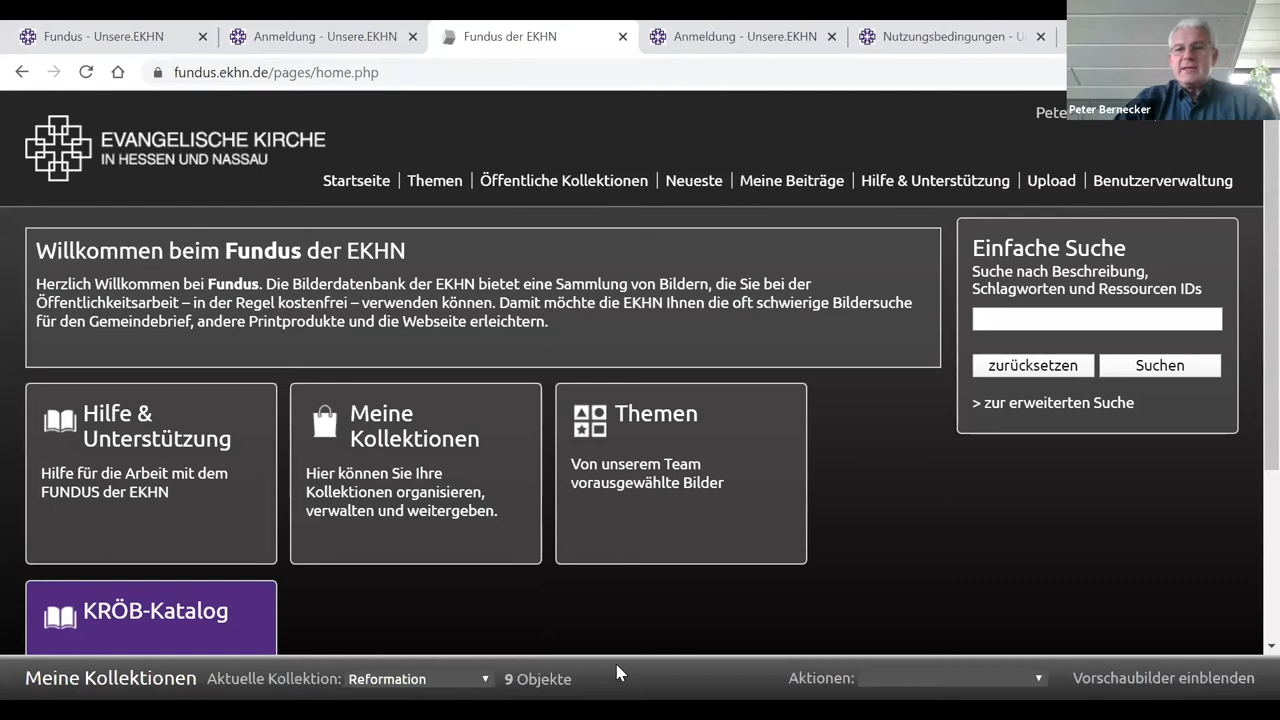 Fundus - Unsere.EKHN
Anmeldung - Unsere.EKHN
Fundus der EKHN
Anmeldung - Unsere.EKHN
Nutzungsbedingungen - U
fundus.ekhn.de/pages/home.php
Peter Bernecker
Pete
EVANGELISCHE KIRCHE
IN HESSEN UND NASSAU
Startseite | Themen | Öffentliche Kollektionen | Neueste | Meine Beiträge | Hilfe & Unterstützung | Upload | Benutzerverwaltung
Willkommen beim Fundus der EKHN
Herzlich Willkommen bei Fundus. Die Bilderdatenbank der EKHN bietet eine Sammlung von Bildern, die Sie bei der
Öffentlichkeitsarbeit – in der Regel kostenfrei – verwenden können. Damit möchte die EKHN Ihnen die oft schwierige Bildersuche
für den Gemeindebrief, andere Printprodukte und die Webseite erleichtern.
Einfache Suche
Suche nach Beschreibung,
Schlagworten und Ressourcen IDs
zurücksetzen
Suchen
> zur erweiterten Suche
Hilfe &
Unterstützung
Hilfe für die Arbeit mit dem
FUNDUS der EKHN
Meine
Kollektionen
Hier können Sie Ihre
Kollektionen organisieren,
verwalten und weitergeben.
Themen
Von unserem Team
vorausgewählte Bilder
KRÖB-Katalog
Meine Kollektionen Aktuelle Kollektion: Reformation 9 Objekte Aktionen: Vorschaubilder einblenden